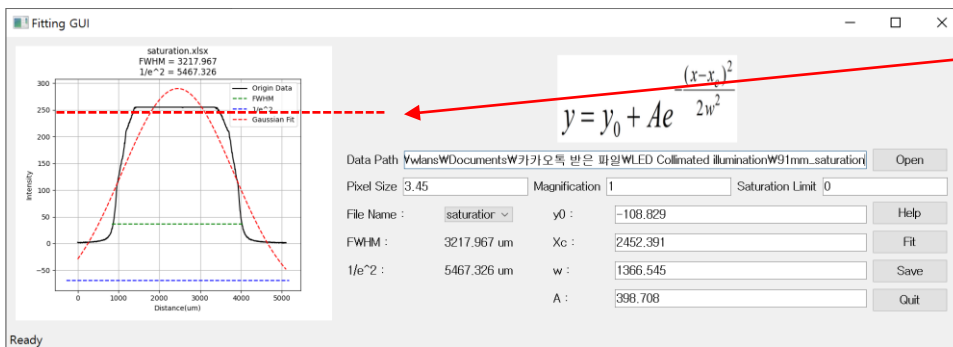 Fitting GUI
saturation.xlsx
FWHM = 3217.967
1/e^2 = 5467.326
Origin Data
FWHM
1/e^2
Gaussian Fit
300
250
200
150
100
50
0
−50
Intensity
0 1000 2000 3000 4000 5000
Distance(um)
y = y₀ + Ae^-(x−x_c)²/2w²
Data Path ₩wlans₩Documents₩카카오톡 받은 파일₩LED Collimated illumination₩91mm_saturation Open
Pixel Size 3.45 Magnification 1 Saturation Limit 0
File Name : saturation y0 : -108.829 Help
FWHM : 3217.967 um Xc : 2452.391 Fit
1/e^2 : 5467.326 um w : 1366.545 Save
A : 398.708 Quit
Ready